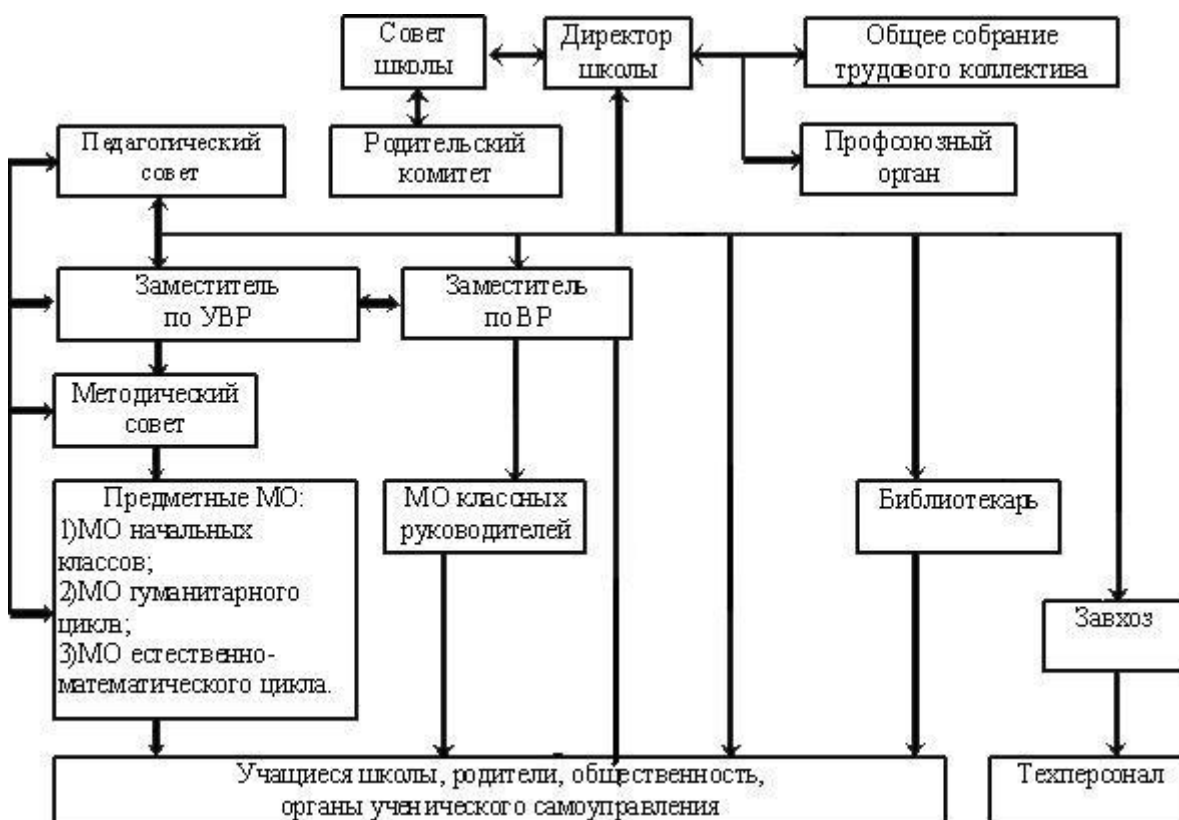 Совет
школы
Директор
школы
Общее собрание
трудового коллектива
Педагогический
совет
Родительский
комитет
Профсоюзный
орган
Заместитель
по УВР
Заместитель
по ВР
Методический
совет
Предметные МО:
1)МО начальных
классов;
2)МО гуманитарного
цикла;
3)МО естественно-
математического цикла.
МО классных
руководителей
Библиотекарь
Завхоз
Учащиеся школы, родители, общественность,
органы ученического самоуправления
Техперсонал